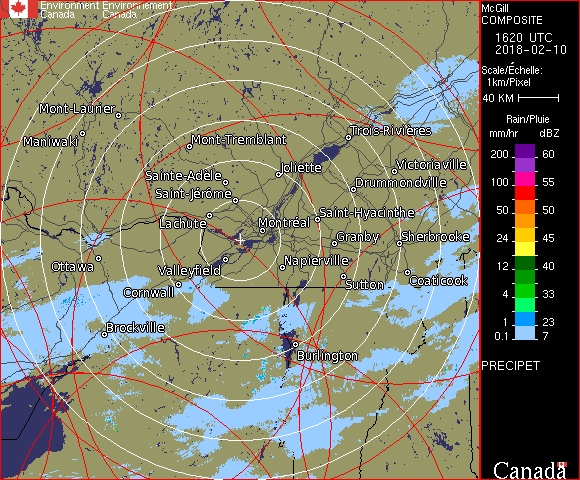 Environment Environnement
Canada Canada
McGill
COMPOSITE
1620 UTC
2018-02-10
Scale/Échelle:
1km/Pixel
40 KM
Rain/Pluie
mm/hr dBZ
200 60
100 55
50 50
24 45
12 40
4 33
1 23
0.1 7
PRECIPET
Canada
Mont-Laurier
Maniwaki
Mont-Tremblant
Trois-Rivières
Sainte-Adèle
Joliette
Victoriaville
Drummondville
Saint-Jérôme
Lachute
Montréal
Saint-Hyacinthe
Granby
Sherbrooke
Ottawa
Valleyfield
Napierville
Sutton
Coaticook
Cornwall
Brockville
Burlington